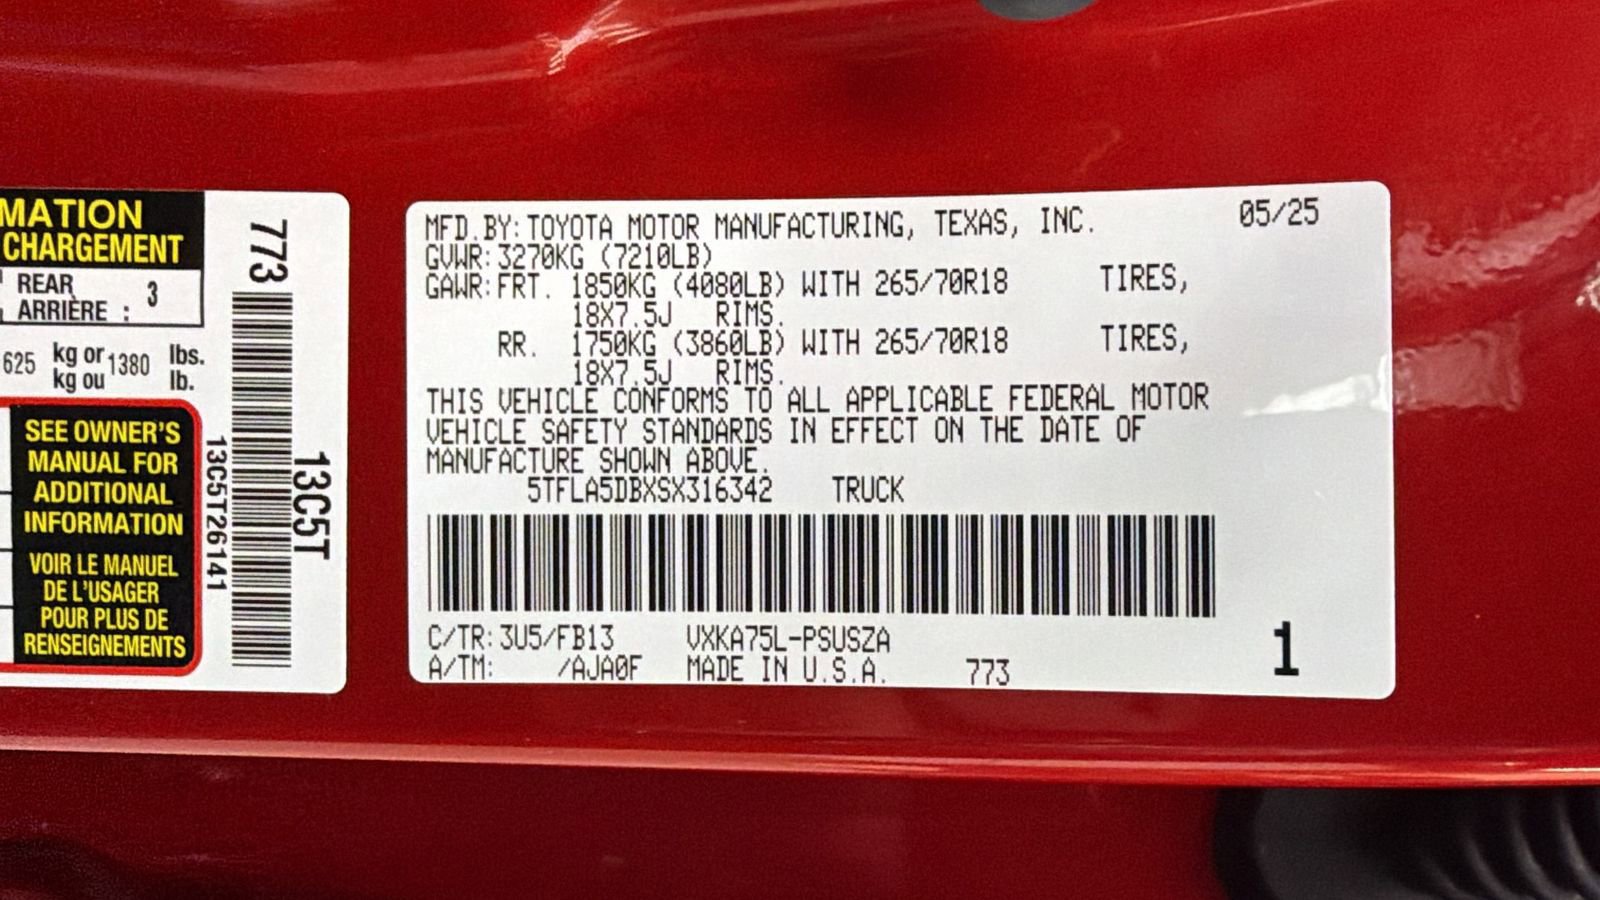 MATION
CHARGEMENT
REAR
ARRIÈRE : 3
625 kg or 1380 lbs.
kg ou lb.
SEE OWNER'S
MANUAL FOR
ADDITIONAL
INFORMATION
VOIR LE MANUEL
DE L'USAGER
POUR PLUS DE
RENSEIGNEMENTS
773
13C5T26141
13C5T
MFD.BY:TOYOTA MOTOR MANUFACTURING, TEXAS, INC. 05/25
GVWR:3270KG (7210LB)
GAWR:FRT. 1850KG (4080LB) WITH 265/70R18 TIRES,
18X7.5J RIMS.
RR. 1750KG (3860LB) WITH 265/70R18 TIRES,
18X7.5J RIMS.
THIS VEHICLE CONFORMS TO ALL APPLICABLE FEDERAL MOTOR
VEHICLE SAFETY STANDARDS IN EFFECT ON THE DATE OF
MANUFACTURE SHOWN ABOVE.
5TFLA5DBXSX316342 TRUCK
C/TR:3U5/FB13 VXKA75L-PSUSZA
A/TM: /AJA0F MADE IN U.S.A. 773
1